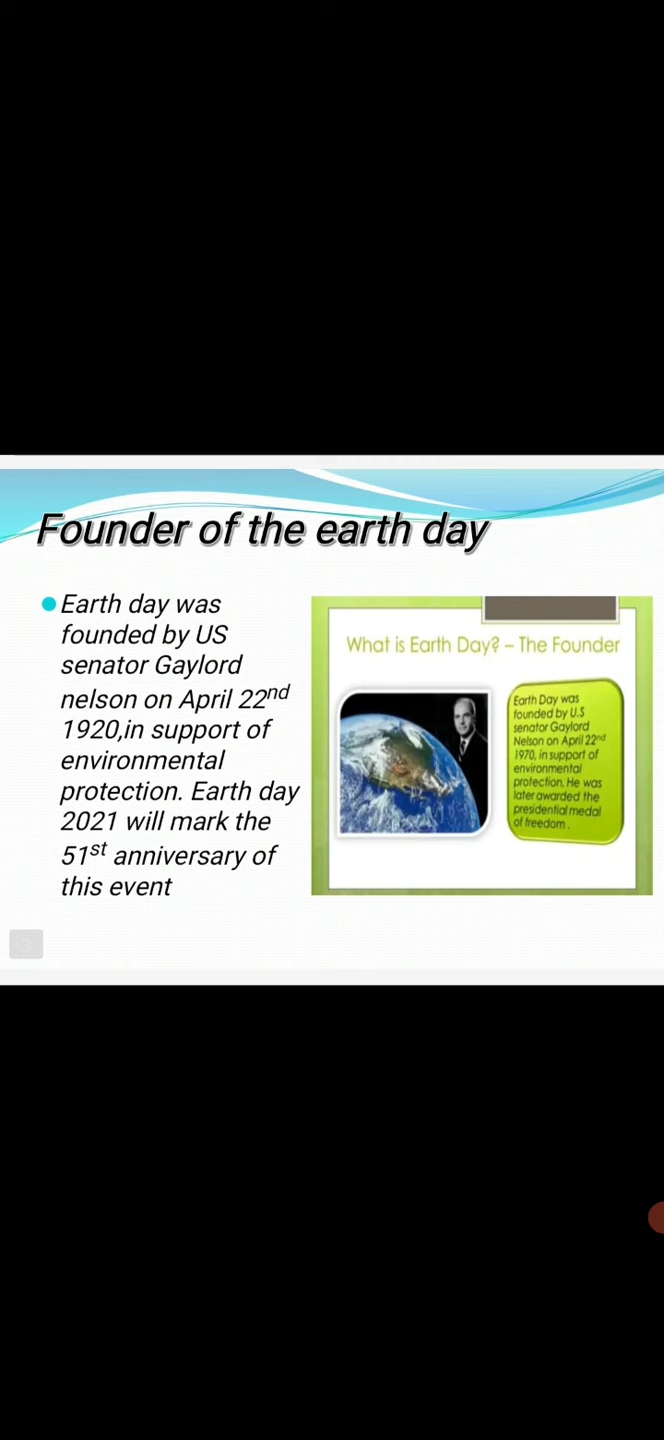 Founder of the earth day
Earth day was
founded by US
senator Gaylord
nelson on April 22nd
1920,in support of
environmental
protection. Earth day
2021 will mark the
51st anniversary of
this event
What is Earth Day? – The Founder
Earth Day was
founded by U.S
senator Gaylord
Nelson on April 22nd
1970, in support of
environmental
protection. He was
later awarded the
presidential medal
of freedom .
3